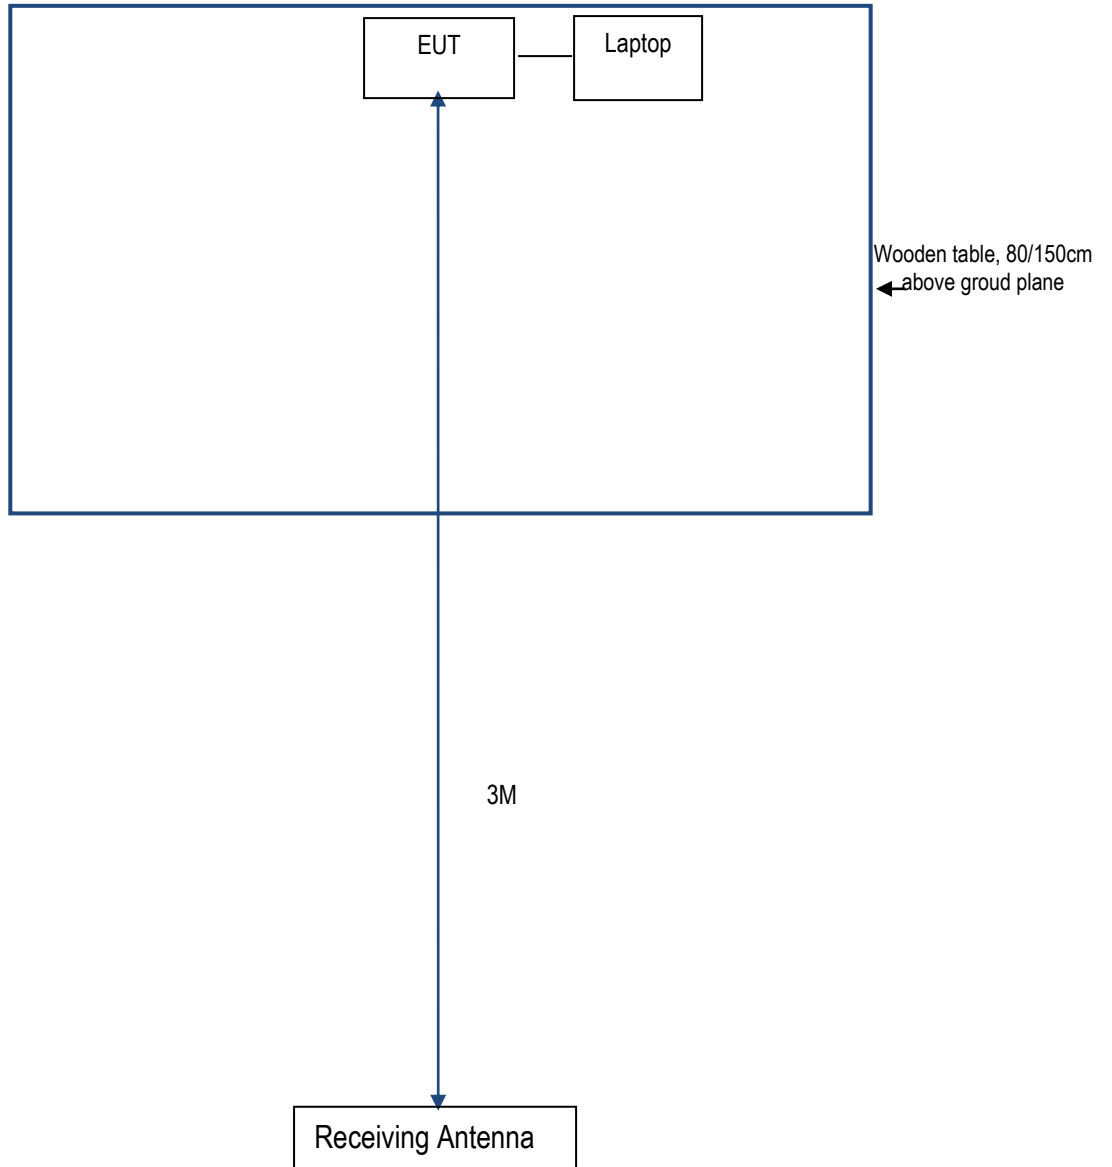 EUT
Laptop
Wooden table, 80/150cm
above groud plane
3M
Receiving Antenna